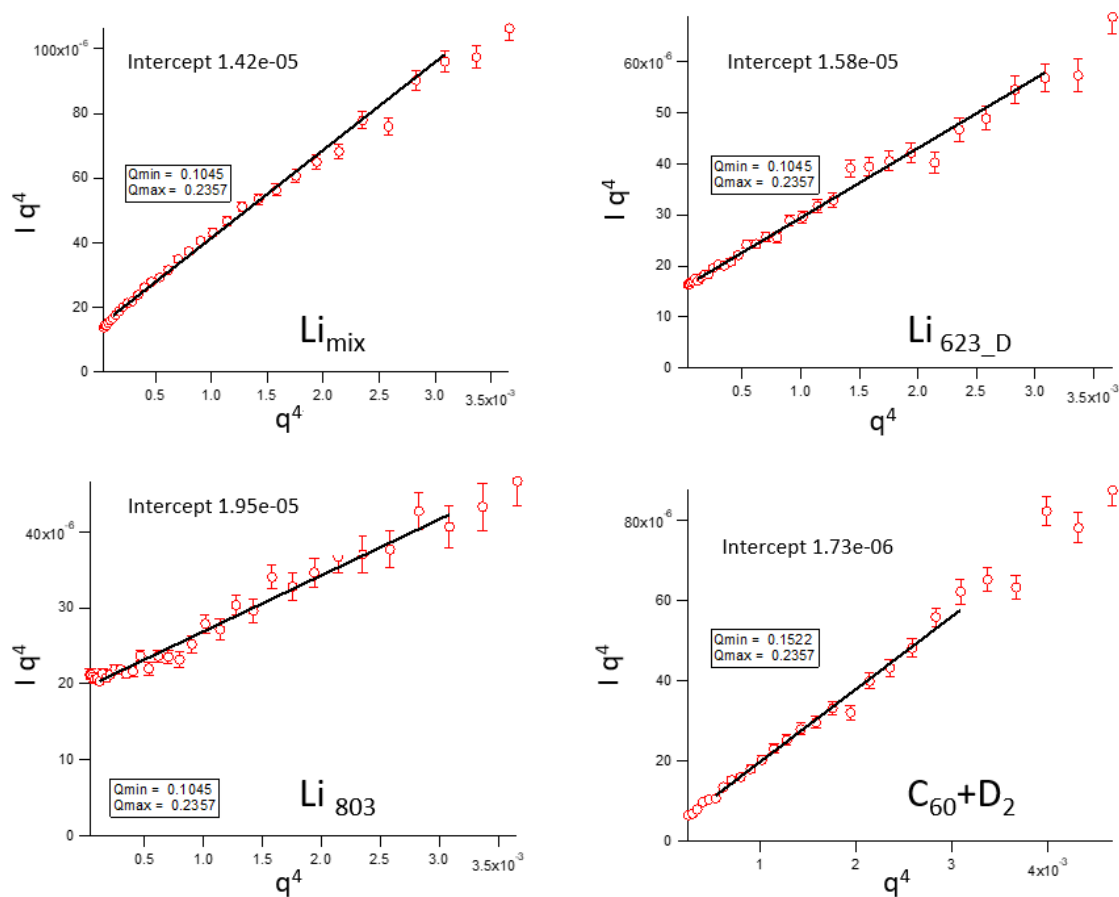 100x10⁻⁶
Intercept 1.42e-05
80
Qmin = 0.1045
Qmax = 0.2357
60
I q⁴
40
20
Li mix
0
0.5
1.0
1.5
2.0
2.5
3.0
3.5x10⁻³
q⁴
60x10⁻⁶
Intercept 1.58e-05
50
40
Qmin = 0.1045
Qmax = 0.2357
I q⁴
30
20
10
Li 623_D
0
0.5
1.0
1.5
2.0
2.5
3.0
3.5x10⁻³
q⁴
Intercept 1.95e-05
40x10⁻⁶
30
I q⁴
20
10
Qmin = 0.1045
Qmax = 0.2357
Li 803
0
0.5
1.0
1.5
2.0
2.5
3.0
3.5x10⁻³
q⁴
80x10⁻⁶
Intercept 1.73e-06
60
Qmin = 0.1522
Qmax = 0.2357
I q⁴
40
20
C₆₀+D₂
0
1
2
3
4x10⁻³
q⁴